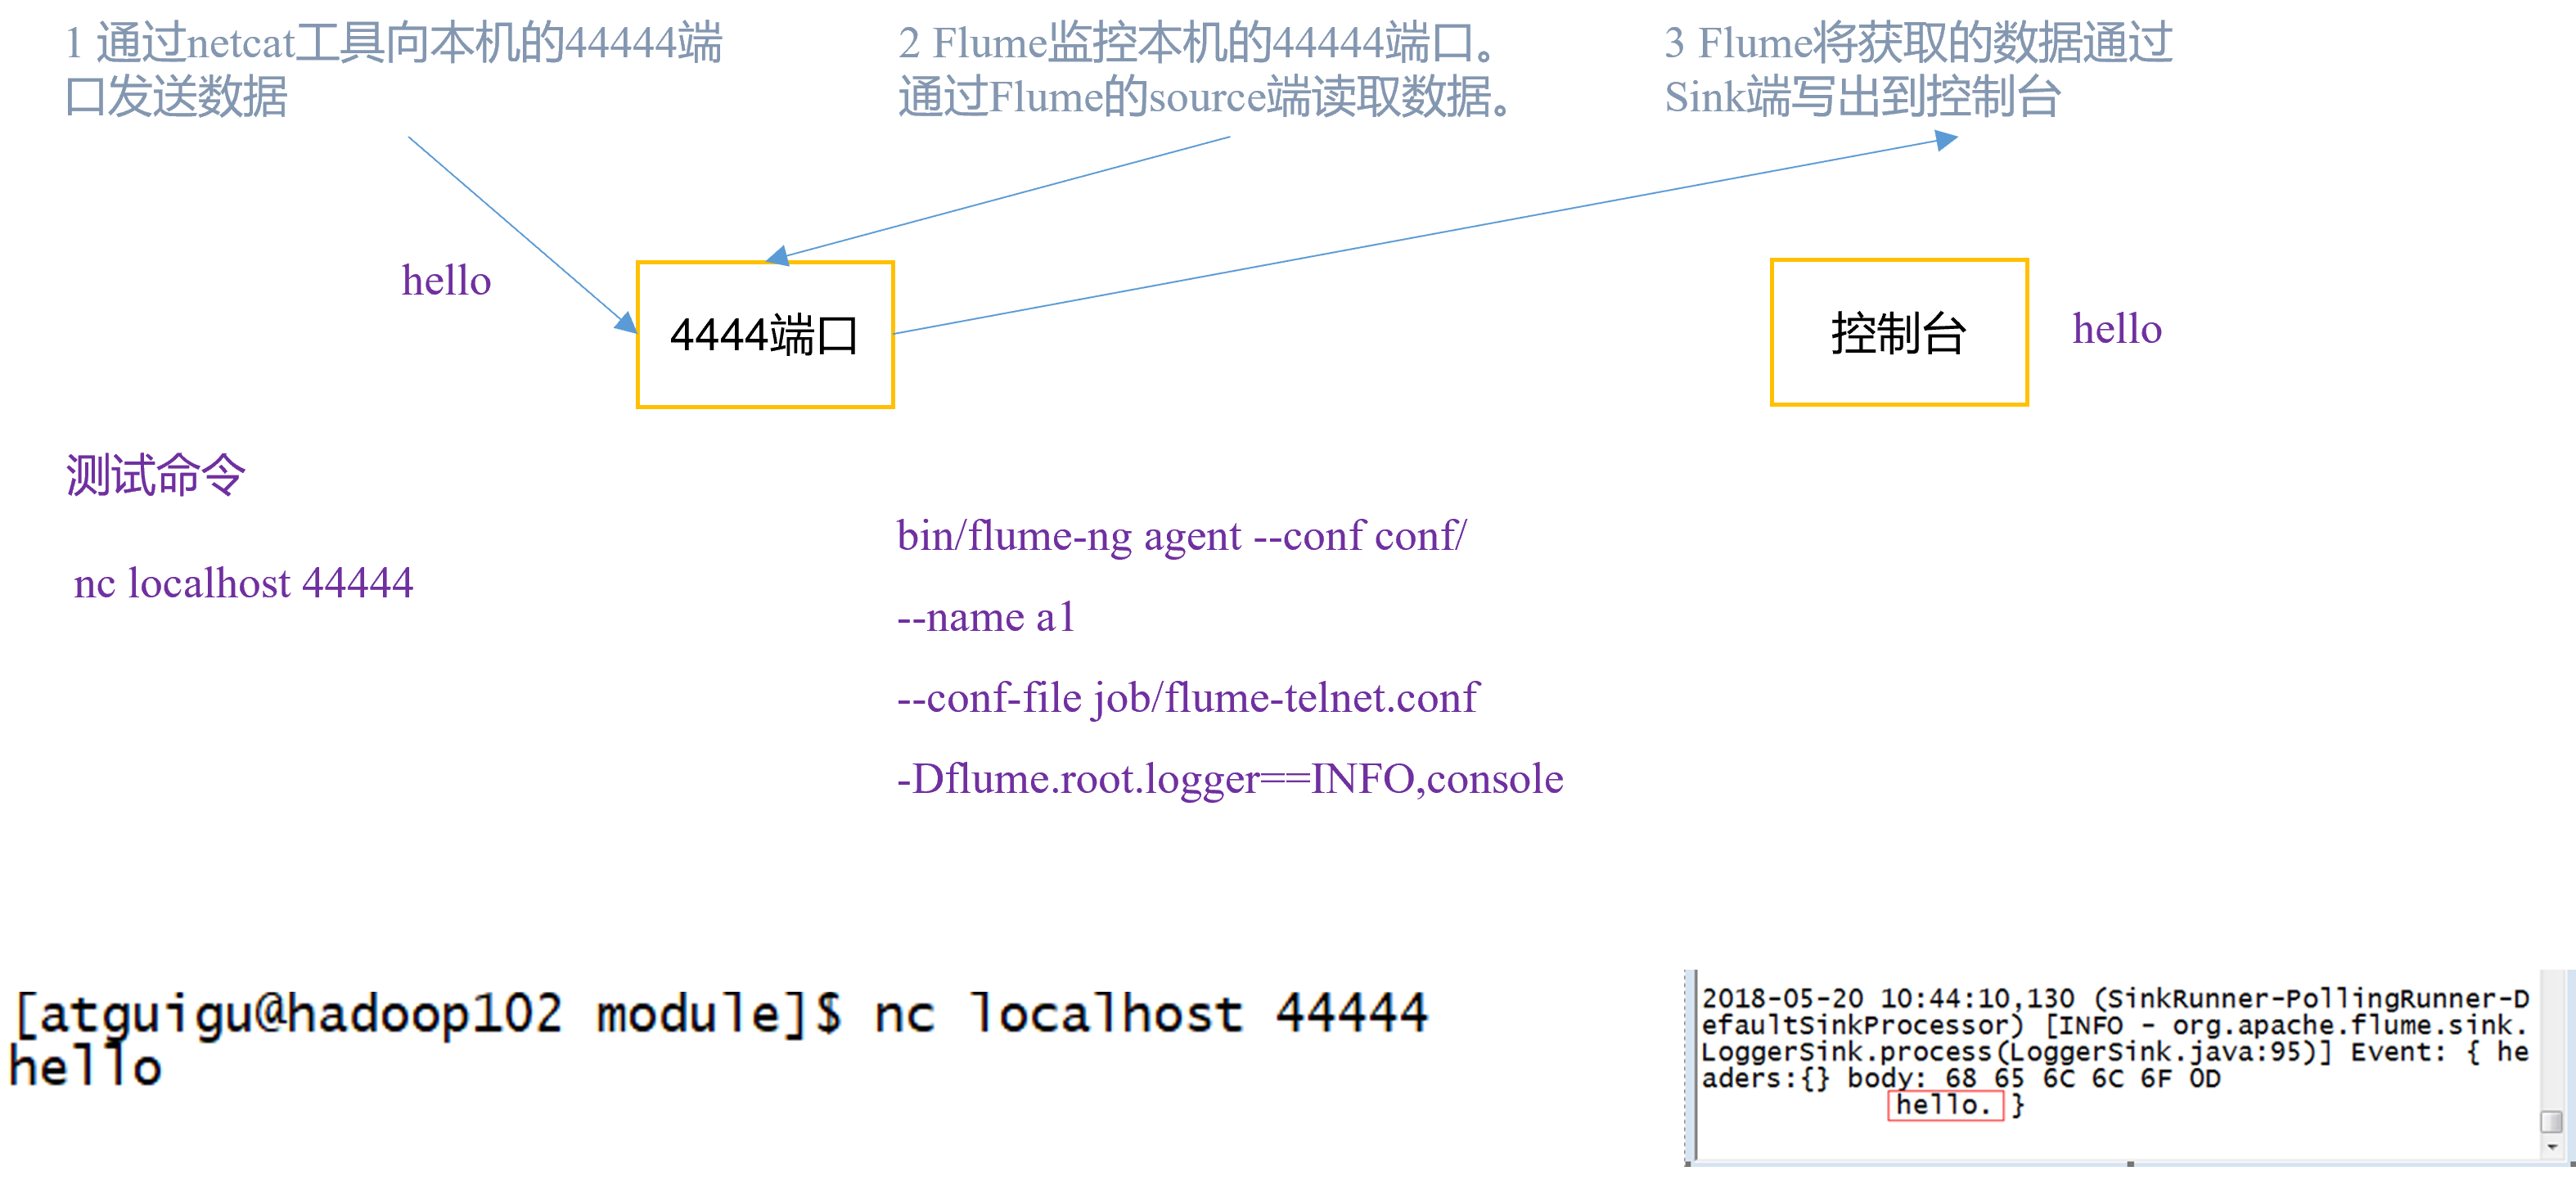 1 通过netcat工具向本机的44444端
口发送数据
2 Flume监控本机的44444端口。
通过Flume的source端读取数据。
3 Flume将获取的数据通过
Sink端写出到控制台
hello
4444端口
控制台
hello
测试命令
nc localhost 44444
bin/flume-ng agent --conf conf/
--name a1
--conf-file job/flume-telnet.conf
-Dflume.root.logger==INFO,console
[atguigu@hadoop102 module]$ nc localhost 44444
hello
2018-05-20 10:44:10,130 (SinkRunner-PollingRunner-D
efaultSinkProcessor) [INFO - org.apache.flume.sink.
LoggerSink.process(LoggerSink.java:95)] Event: { he
aders:{} body: 68 65 6C 6C 6F 0D
hello. }